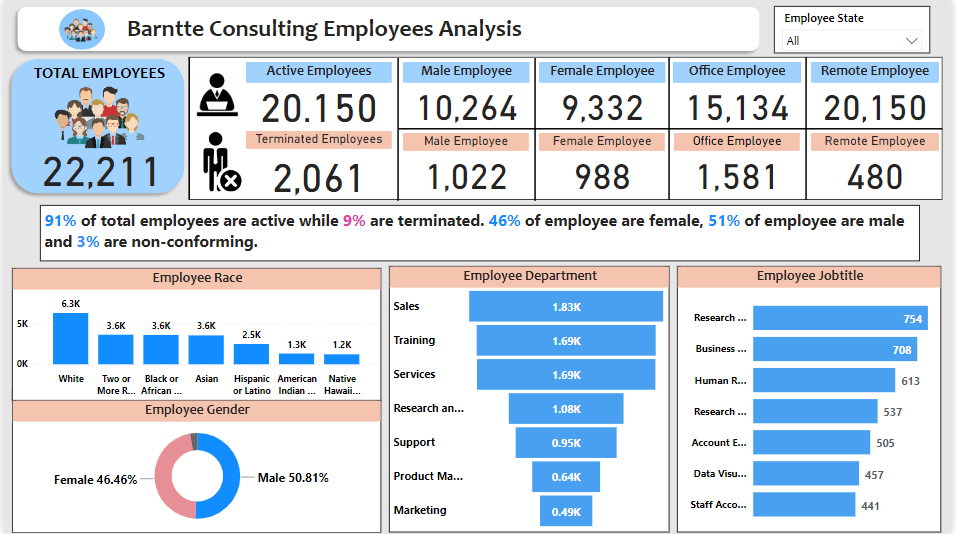 Barntte Consulting Employees Analysis
Employee State
All
TOTAL EMPLOYEES
22,211
Active Employees
20.150
Male Employee
10,264
Female Employee
9,332
Office Employee
15,134
Remote Employee
20,150
Terminated Employees
2,061
Male Employee
1,022
Female Employee
988
Office Employee
1,581
Remote Employee
480
91% of total employees are active while 9% are terminated. 46% of employee are female, 51% of employee are male
and 3% are non-conforming.
Employee Race
5K
0K
6.3K
3.6K
3.6K
3.6K
2.5K
1.3K
1.2K
White
Two or
More R...
Black or
African ...
Asian
Hispanic
or Latino
American
Indian ...
Native
Hawaii...
Employee Gender
Female 46.46%
Male 50.81%
Employee Department
Sales 1.83K
Training 1.69K
Services 1.69K
Research an... 1.08K
Support 0.95K
Product Ma... 0.64K
Marketing 0.49K
Employee Jobtitle
Research ... 754
Business ... 708
Human R... 613
Research ... 537
Account E... 505
Data Visu... 457
Staff Acco... 441